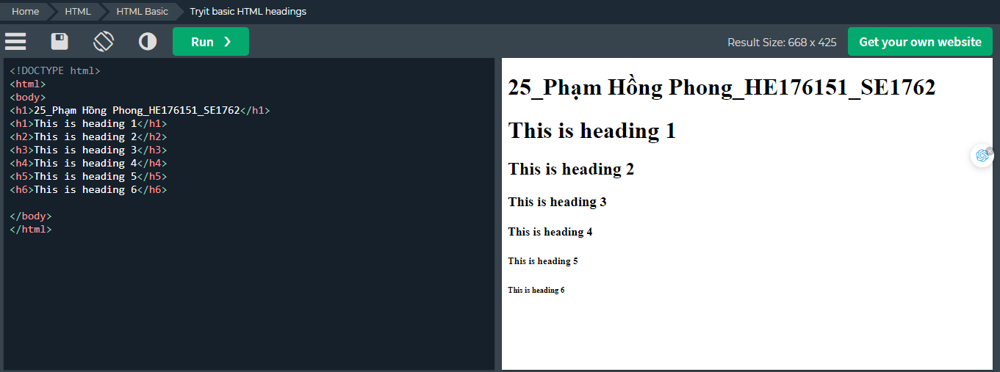 Home HTML HTML Basic Tryit basic HTML headings
Run ❯ Result Size: 668 x 425 Get your own website
<!DOCTYPE html>
<html>
<body>
<h1>25_Phạm Hồng Phong_HE176151_SE1762</h1>
<h1>This is heading 1</h1>
<h2>This is heading 2</h2>
<h3>This is heading 3</h3>
<h4>This is heading 4</h4>
<h5>This is heading 5</h5>
<h6>This is heading 6</h6>
</body>
</html>
25_Phạm Hồng Phong_HE176151_SE1762
This is heading 1
This is heading 2
This is heading 3
This is heading 4
This is heading 5
This is heading 6